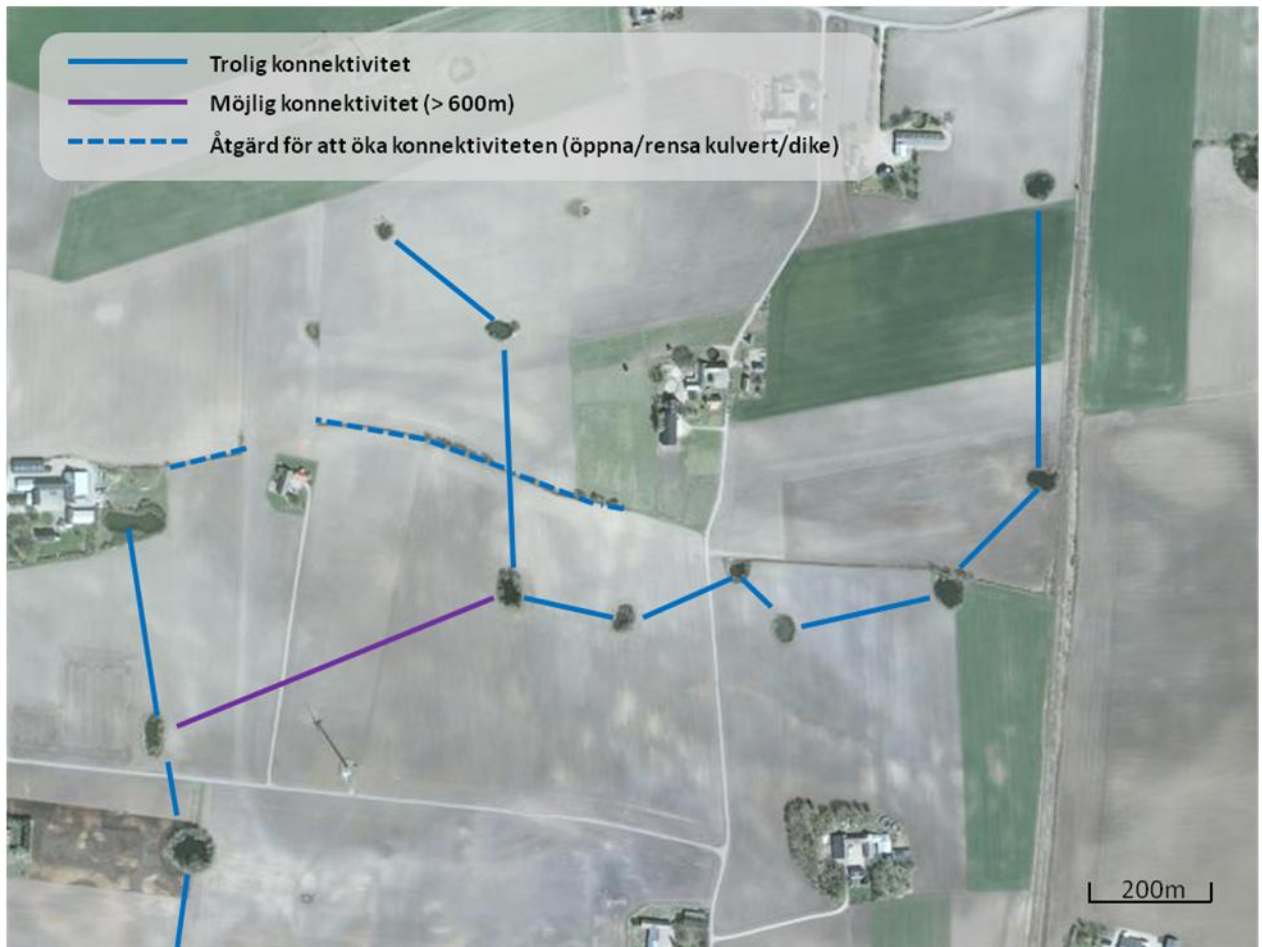 Trolig konnektivitet
Möjlig konnektivitet (> 600m)
Åtgärd för att öka konnektiviteten (öppna/rensa kulvert/dike)
200m